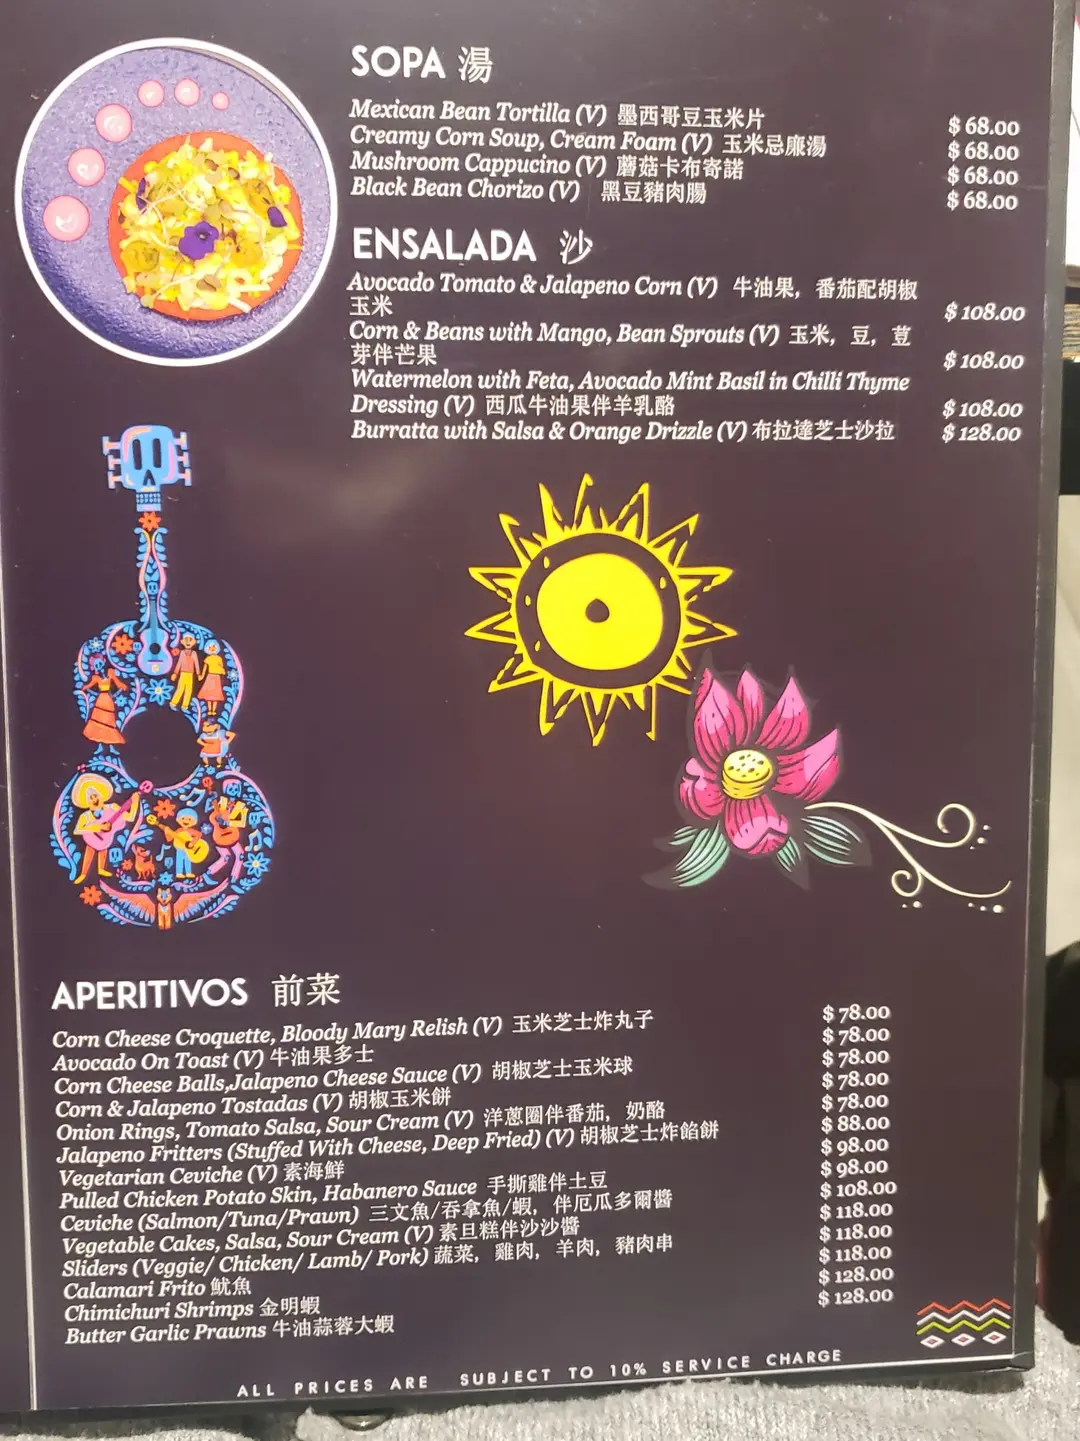 SOPA 湯
Mexican Bean Tortilla (V) 墨西哥豆玉米片 $ 68.00
Creamy Corn Soup, Cream Foam (V) 玉米忌廉湯 $ 68.00
Mushroom Cappucino (V) 蘑菇卡布寄諾 $ 68.00
Black Bean Chorizo (V) 黑豆豬肉腸 $ 68.00
ENSALADA 沙
Avocado Tomato & Jalapeno Corn (V) 牛油果，番茄配胡椒
玉米 $ 108.00
Corn & Beans with Mango, Bean Sprouts (V) 玉米，豆，荳
芽伴芒果 $ 108.00
Watermelon with Feta, Avocado Mint Basil in Chilli Thyme
Dressing (V) 西瓜牛油果伴羊乳酪 $ 108.00
Burratta with Salsa & Orange Drizzle (V) 布拉達芝士沙拉 $ 128.00
APERITIVOS 前菜
Corn Cheese Croquette, Bloody Mary Relish (V) 玉米芝士炸丸子 $ 78.00
Avocado On Toast (V) 牛油果多士 $ 78.00
Corn Cheese Balls,Jalapeno Cheese Sauce (V) 胡椒芝士玉米球 $ 78.00
Corn & Jalapeno Tostadas (V) 胡椒玉米餅 $ 78.00
Onion Rings, Tomato Salsa, Sour Cream (V) 洋蔥圈伴番茄，奶酪 $ 78.00
Jalapeno Fritters (Stuffed With Cheese, Deep Fried) (V) 胡椒芝士炸餡餅 $ 88.00
Vegetarian Ceviche (V) 素海鮮 $ 98.00
Pulled Chicken Potato Skin, Habanero Sauce 手撕雞伴土豆 $ 98.00
Ceviche (Salmon/Tuna/Prawn) 三文魚/吞拿魚/蝦，伴厄瓜多爾醬 $ 108.00
Vegetable Cakes, Salsa, Sour Cream (V) 素旦糕伴沙沙醬 $ 118.00
Sliders (Veggie/ Chicken/ Lamb/ Pork) 蔬菜，雞肉，羊肉，豬肉串 $ 118.00
Calamari Frito 魷魚 $ 118.00
Chimichuri Shrimps 金明蝦 $ 128.00
Butter Garlic Prawns 牛油蒜蓉大蝦 $ 128.00
ALL PRICES ARE SUBJECT TO 10% SERVICE CHARGE